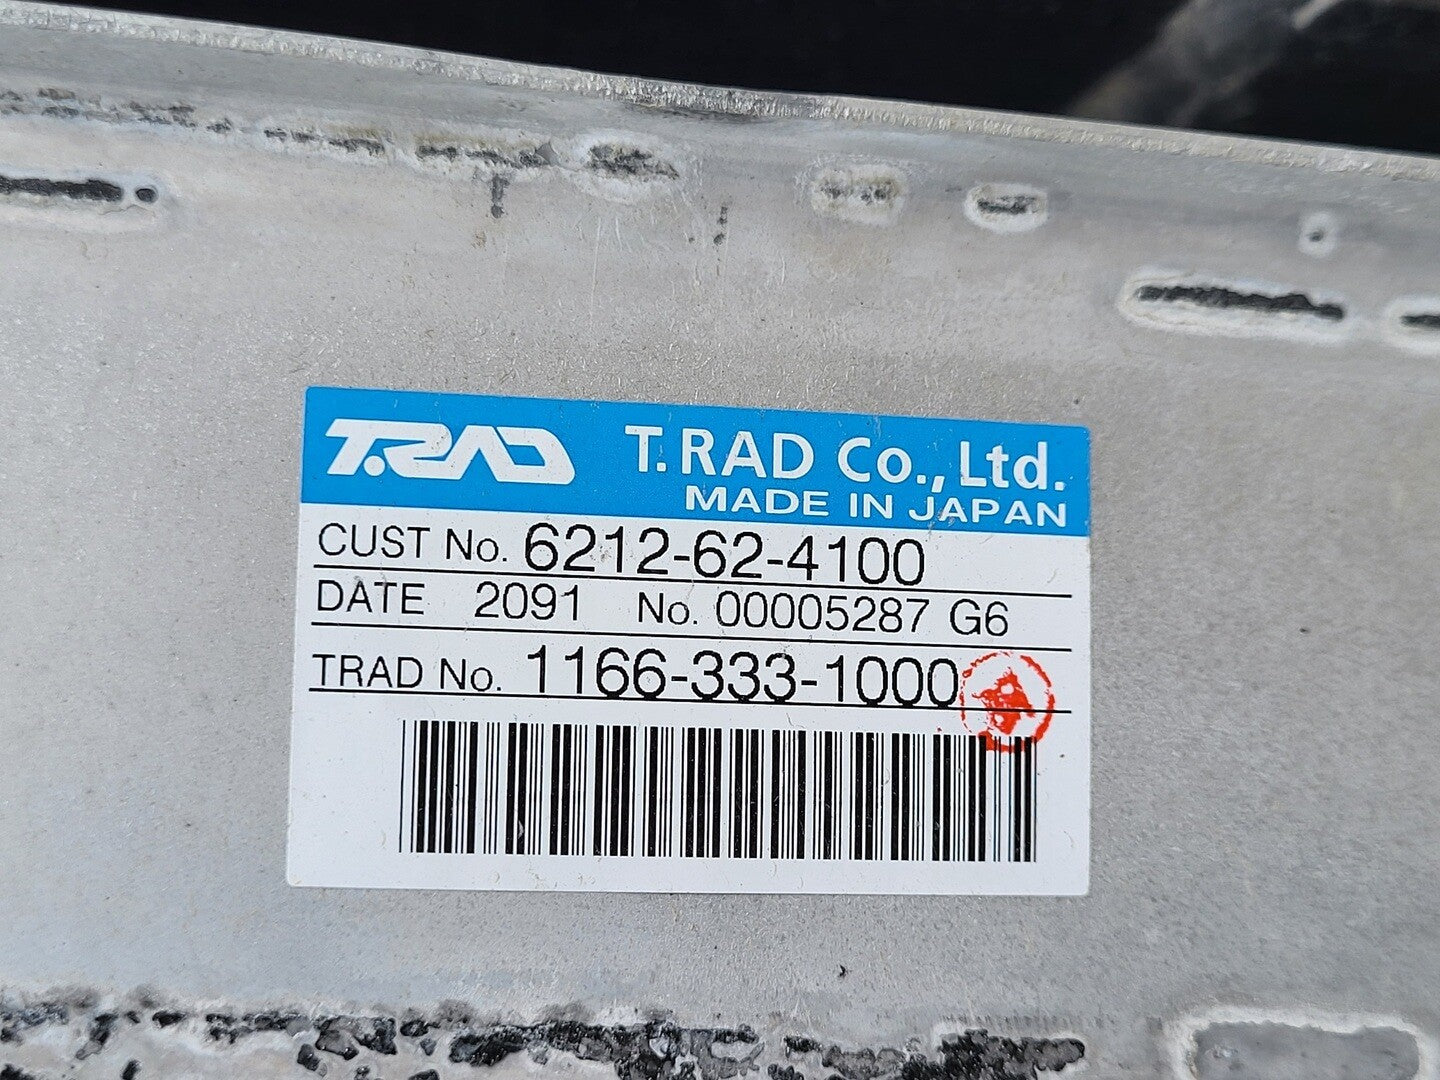 T.RAD T.RAD Co., Ltd.
MADE IN JAPAN
CUST No. 6212-62-4100
DATE 2091 No. 00005287 G6
TRAD No. 1166-333-1000